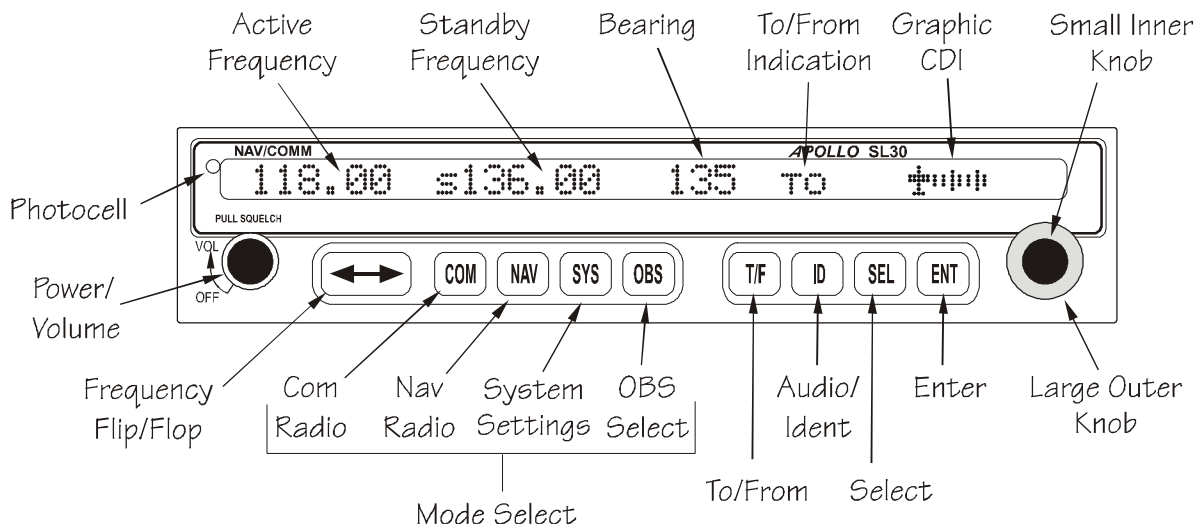 Active
Frequency
Standby
Frequency
Bearing
To/From
Indication
Graphic
CDI
Small Inner
Knob
NAV/COMM
APOLLO SL30
118.00 s136.00 135 TO
Photocell
PULL SQUELCH
VOL
OFF
COM NAV SYS OBS T/F ID SEL ENT
Power/
Volume
Frequency
Flip/Flop
Com
Radio
Nav
Radio
System
Settings
OBS
Select
Audio/
Ident
Enter
Large Outer
Knob
To/From
Select
Mode Select